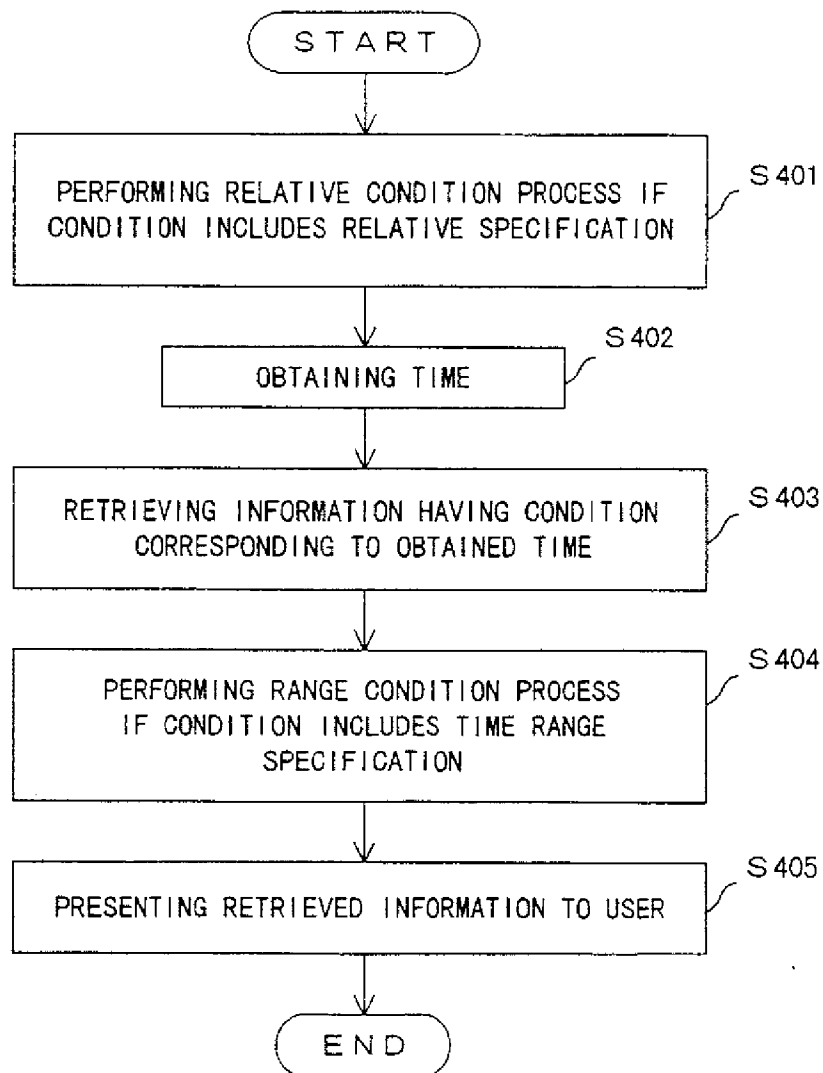 START
PERFORMING RELATIVE CONDITION PROCESS IF
CONDITION INCLUDES RELATIVE SPECIFICATION
S401
OBTAINING TIME
S402
RETRIEVING INFORMATION HAVING CONDITION
CORRESPONDING TO OBTAINED TIME
S403
PERFORMING RANGE CONDITION PROCESS
IF CONDITION INCLUDES TIME RANGE
SPECIFICATION
S404
PRESENTING RETRIEVED INFORMATION TO USER
S405
END